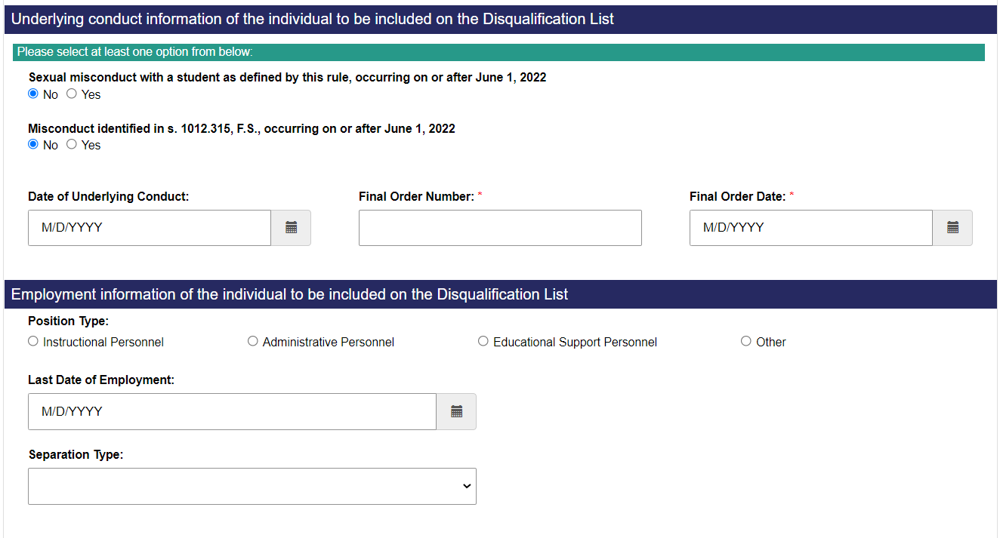 Underlying conduct information of the individual to be included on the Disqualification List
Please select at least one option from below:
Sexual misconduct with a student as defined by this rule, occurring on or after June 1, 2022
No Yes
Misconduct identified in s. 1012.315, F.S., occurring on or after June 1, 2022
No Yes
Date of Underlying Conduct: Final Order Number: * Final Order Date: *
M/D/YYYY M/D/YYYY
Employment information of the individual to be included on the Disqualification List
Position Type:
Instructional Personnel Administrative Personnel Educational Support Personnel Other
Last Date of Employment:
M/D/YYYY
Separation Type: